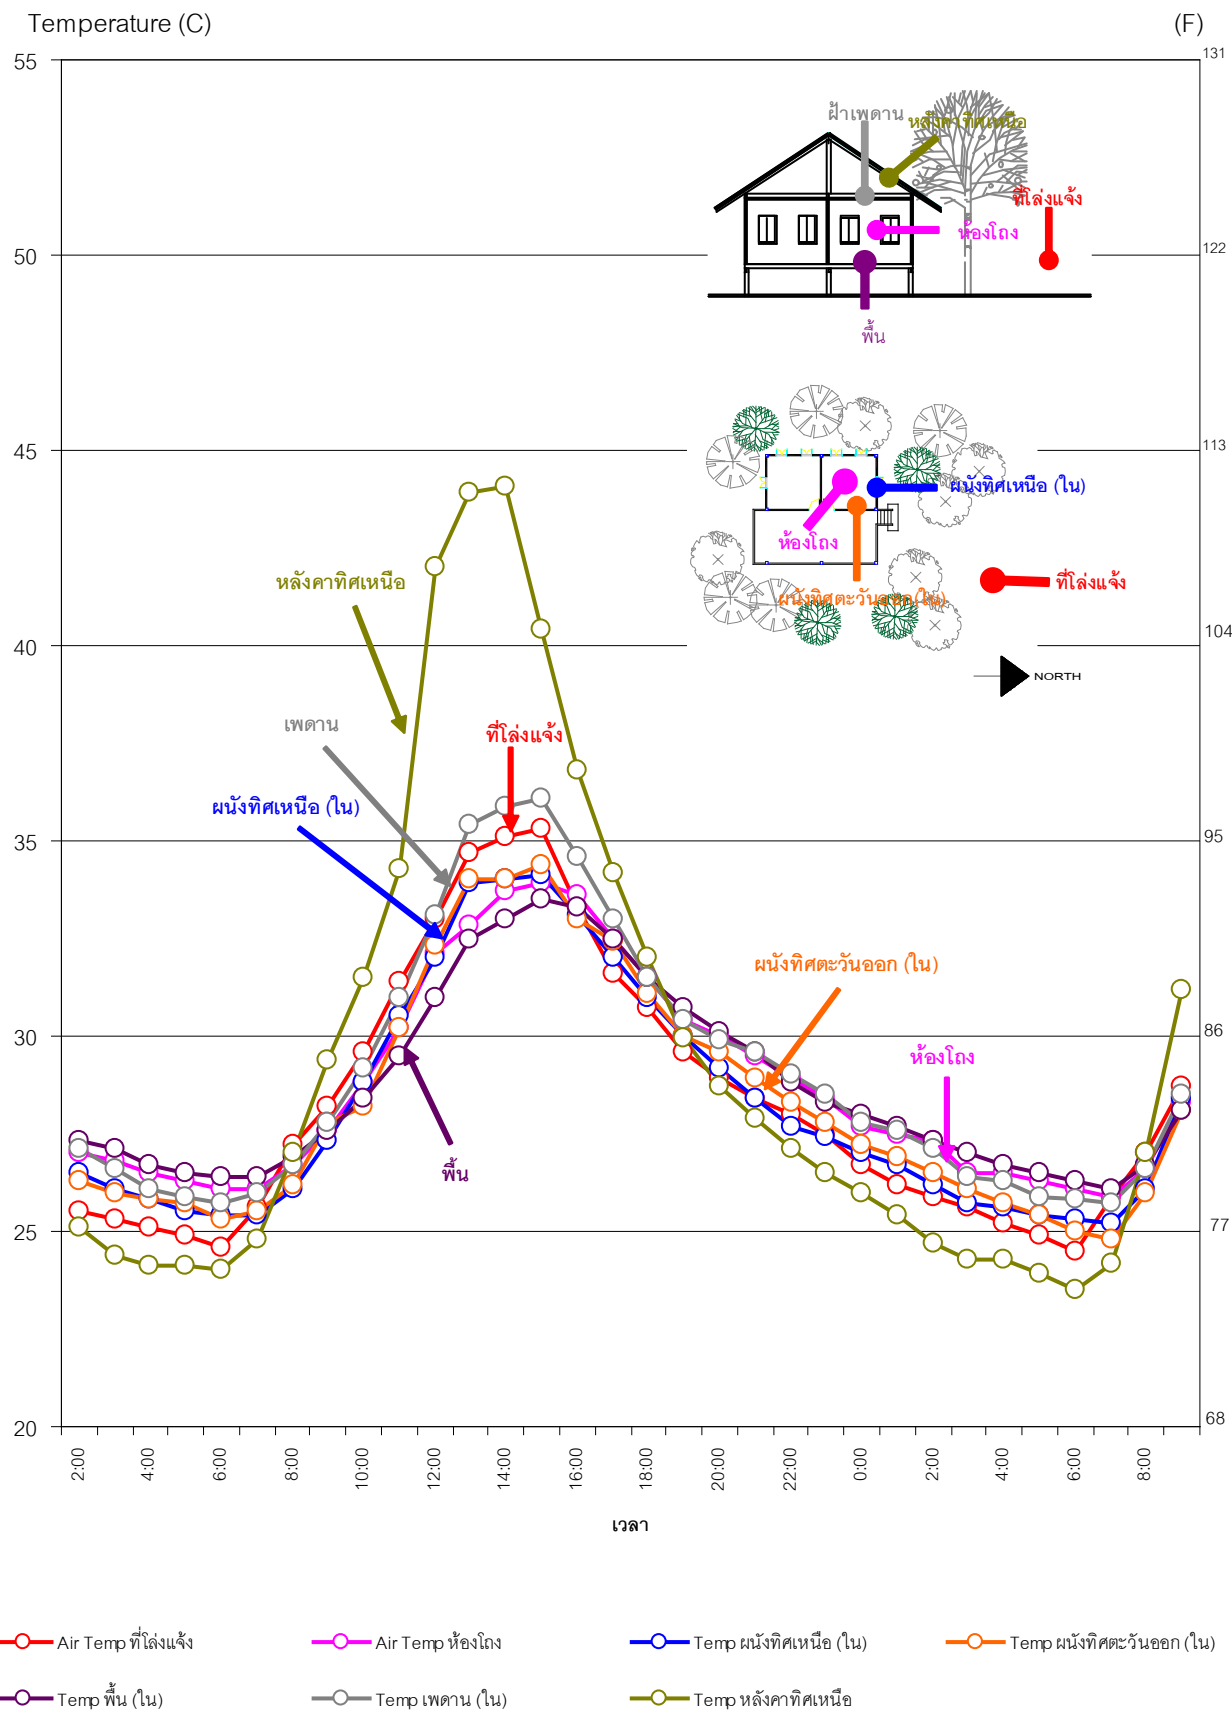 Temperature (C)
(F)
55
131
ฝ้าเพดาน
หลังคาทิศเหนือ
ที่โล่งแจ้ง
ห้องโถง
50
122
พื้น
45
113
ผนังทิศเหนือ (ใน)
ห้องโถง
หลังคาทิศเหนือ
ที่โล่งแจ้ง
ผนังทิศตะวันออก(ใน)
40
104
NORTH
เพดาน
ที่โล่งแจ้ง
ผนังทิศเหนือ (ใน)
35
95
ผนังทิศตะวันออก (ใน)
30
86
ห้องโถง
พื้น
25
77
20
68
2:00
4:00
6:00
8:00
10:00
12:00
14:00
16:00
18:00
20:00
22:00
0:00
2:00
4:00
6:00
8:00
เวลา
Air Temp ที่โล่งแจ้ง
Air Temp ห้องโถง
Temp ผนังทิศเหนือ (ใน)
Temp ผนังทิศตะวันออก (ใน)
Temp พื้น (ใน)
Temp เพดาน (ใน)
Temp หลังคาทิศเหนือ